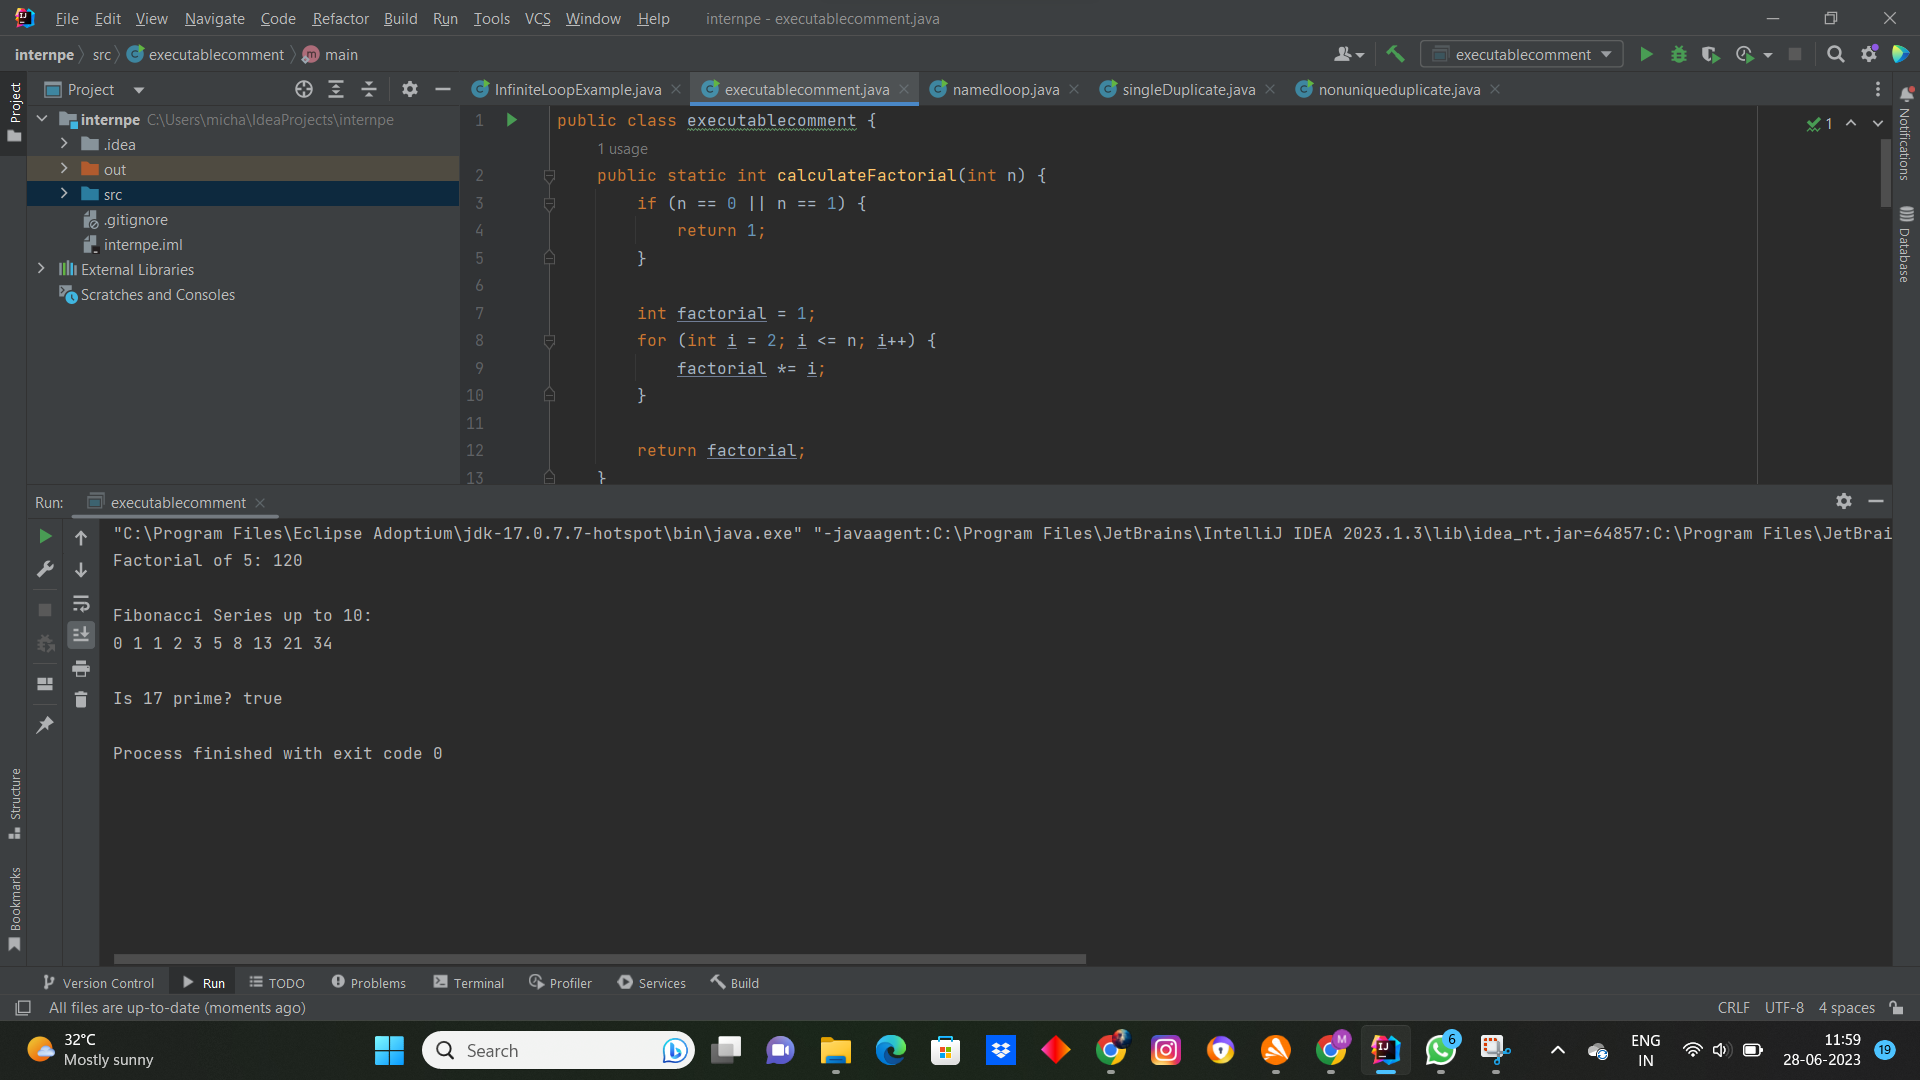 File Edit View Navigate Code Refactor Build Run Tools VCS Window Help internpe - executablecomment.java
internpe src executablecomment main
executablecomment
Project
Project
InfiniteLoopExample.java executablecomment.java namedloop.java singleDuplicate.java nonuniqueduplicate.java
internpe C:\Users\micha\IdeaProjects\internpe
.idea
out
src
.gitignore
internpe.iml
External Libraries
Scratches and Consoles
1 public class executablecomment {
1 usage
2 public static int calculateFactorial(int n) {
3 if (n == 0 || n == 1) {
4 return 1;
5 }
6
7 int factorial = 1;
8 for (int i = 2; i <= n; i++) {
9 factorial *= i;
10 }
11
12 return factorial;
13 }
1
Notifications
Database
Run: executablecomment
"C:\Program Files\Eclipse Adoptium\jdk-17.0.7.7-hotspot\bin\java.exe" "-javaagent:C:\Program Files\JetBrains\IntelliJ IDEA 2023.1.3\lib\idea_rt.jar=64857:C:\Program Files\JetBrai
Factorial of 5: 120
Fibonacci Series up to 10:
0 1 1 2 3 5 8 13 21 34
Is 17 prime? true
Process finished with exit code 0
Structure
Bookmarks
Version Control Run TODO Problems Terminal Profiler Services Build
All files are up-to-date (moments ago) CRLF UTF-8 4 spaces
32°C
Mostly sunny
Search
M
6
ENG
IN
11:59
28-06-2023
19